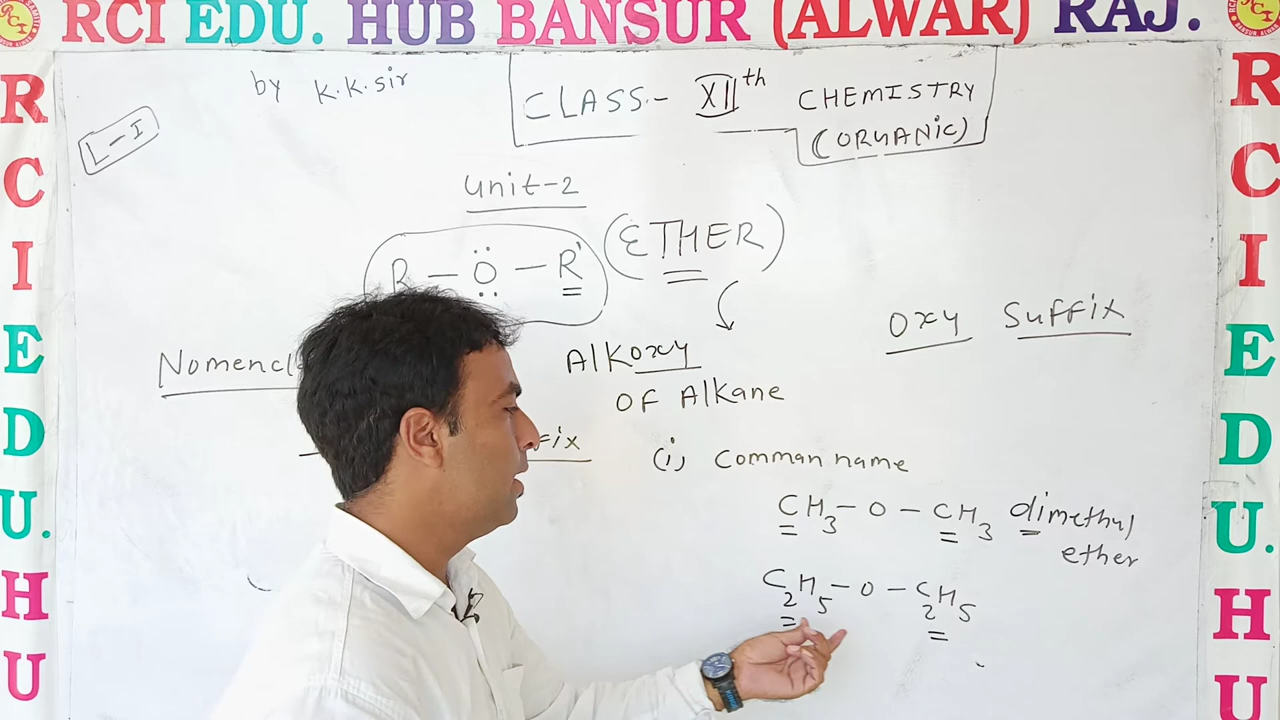 RCI EDU. HUB BANSUR (ALWAR) RAJ.
R
C
I
E
D
U.
H
U
by K.K.sir
L-I
CLASS:- XIIth CHEMISTRY
(ORGANIC)
Unit-2
R - O - R' (ETHER)
Alkoxy
OF Alkane
Oxy Suffix
(i) Comman name
CH3 - O - CH3 dimethyl
ether
C2H5 - O - C2H5
R
C
I
E
D
U.
H
U